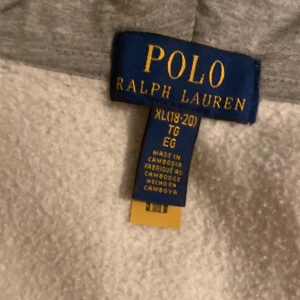 POLO
RALPH LAUREN
XL(18-20)
TG
EG
MADE IN
CAMBODIA
FABRIQUÉ AU
CAMBODGE
HECHO EN
CAMBOYA